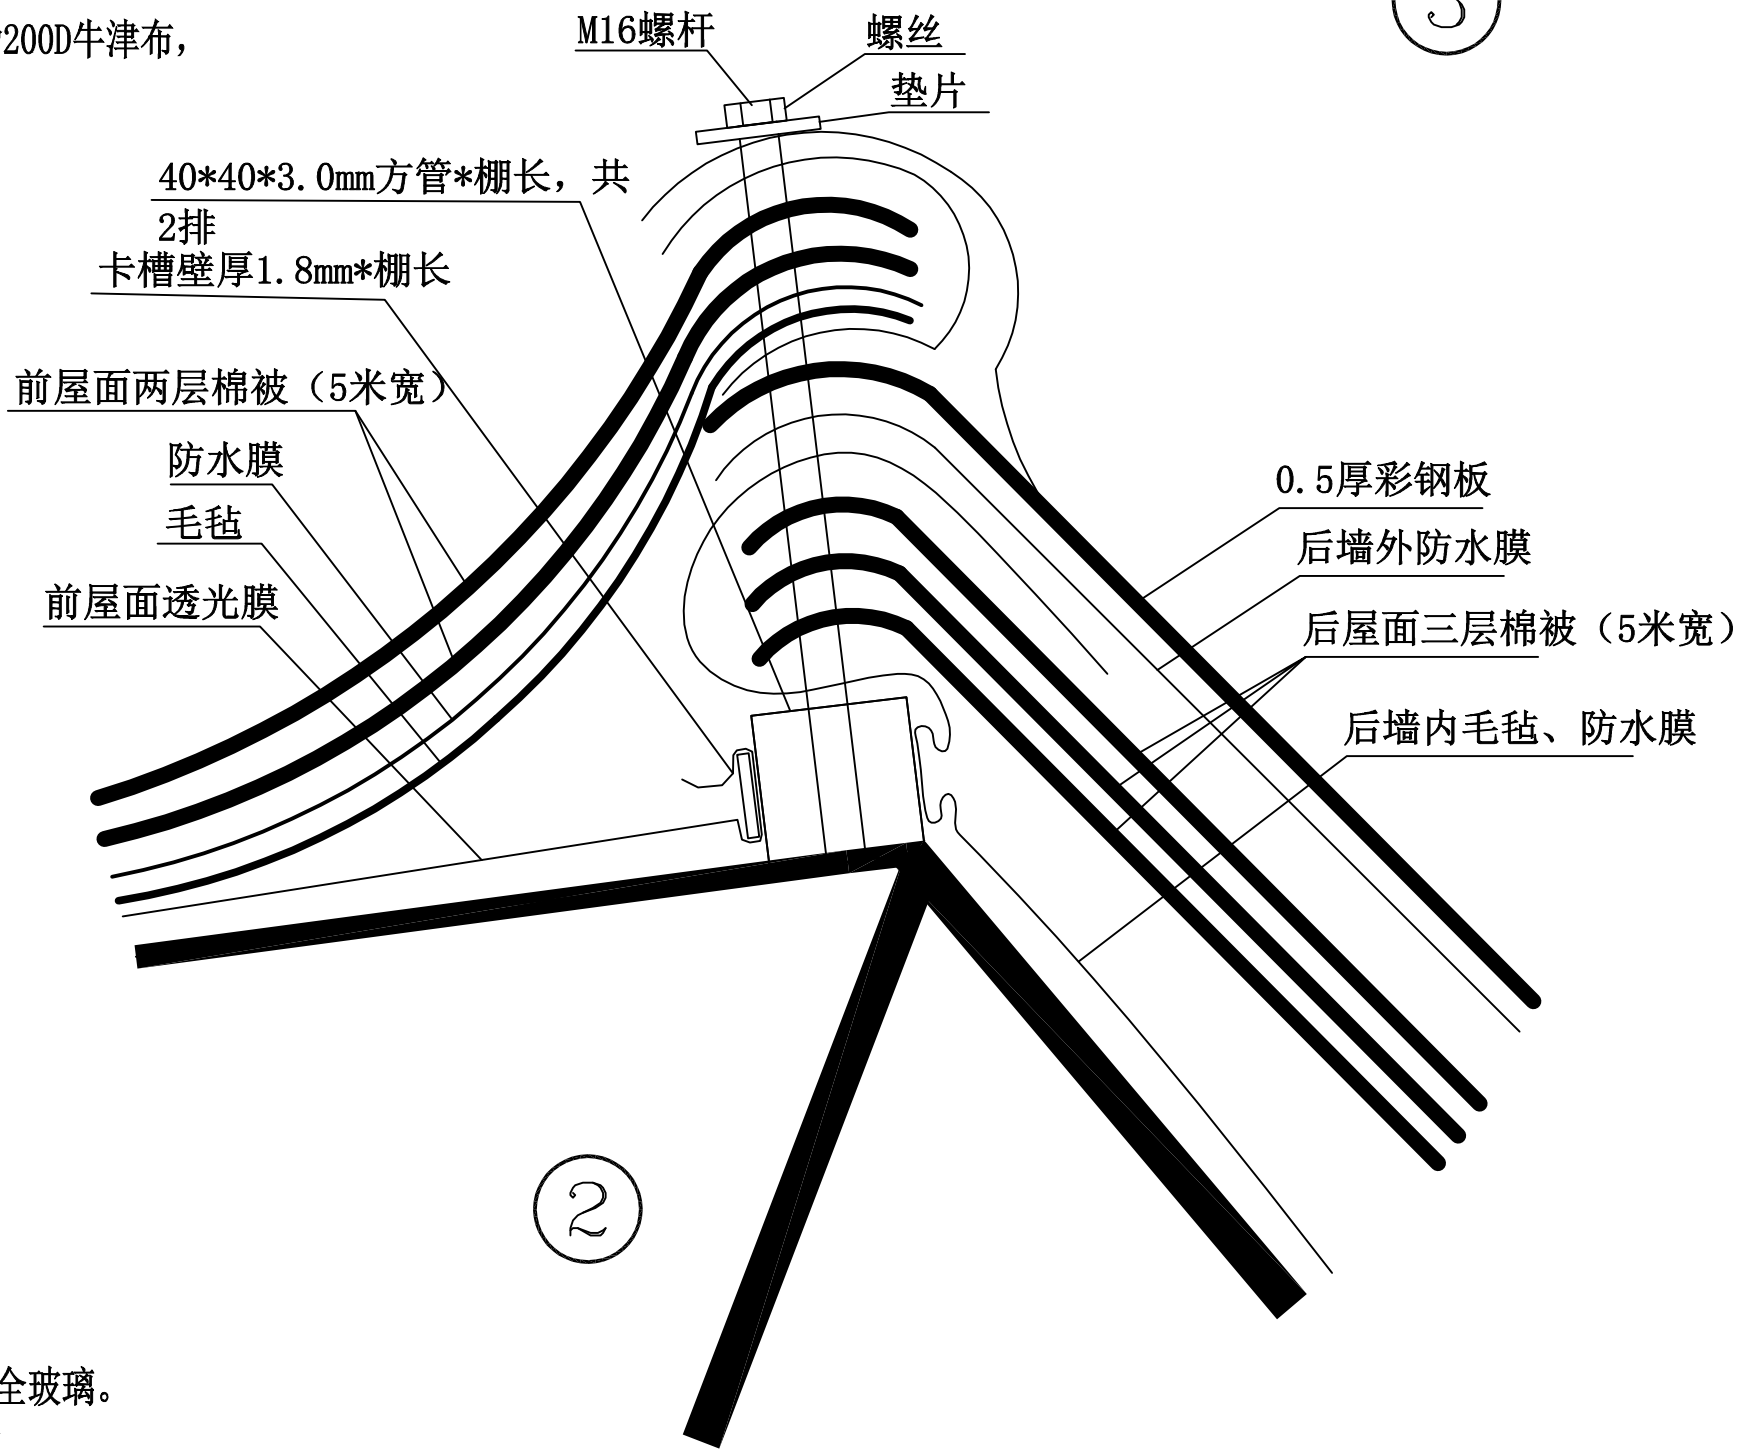 200D牛津布，
M16螺杆
螺丝
垫片
40*40*3.0mm方管*棚长，共
2排
卡槽壁厚1.8mm*棚长
前屋面两层棉被（5米宽）
防水膜
毛毡
前屋面透光膜
0.5厚彩钢板
后墙外防水膜
后屋面三层棉被（5米宽）
后墙内毛毡、防水膜
2
全玻璃。